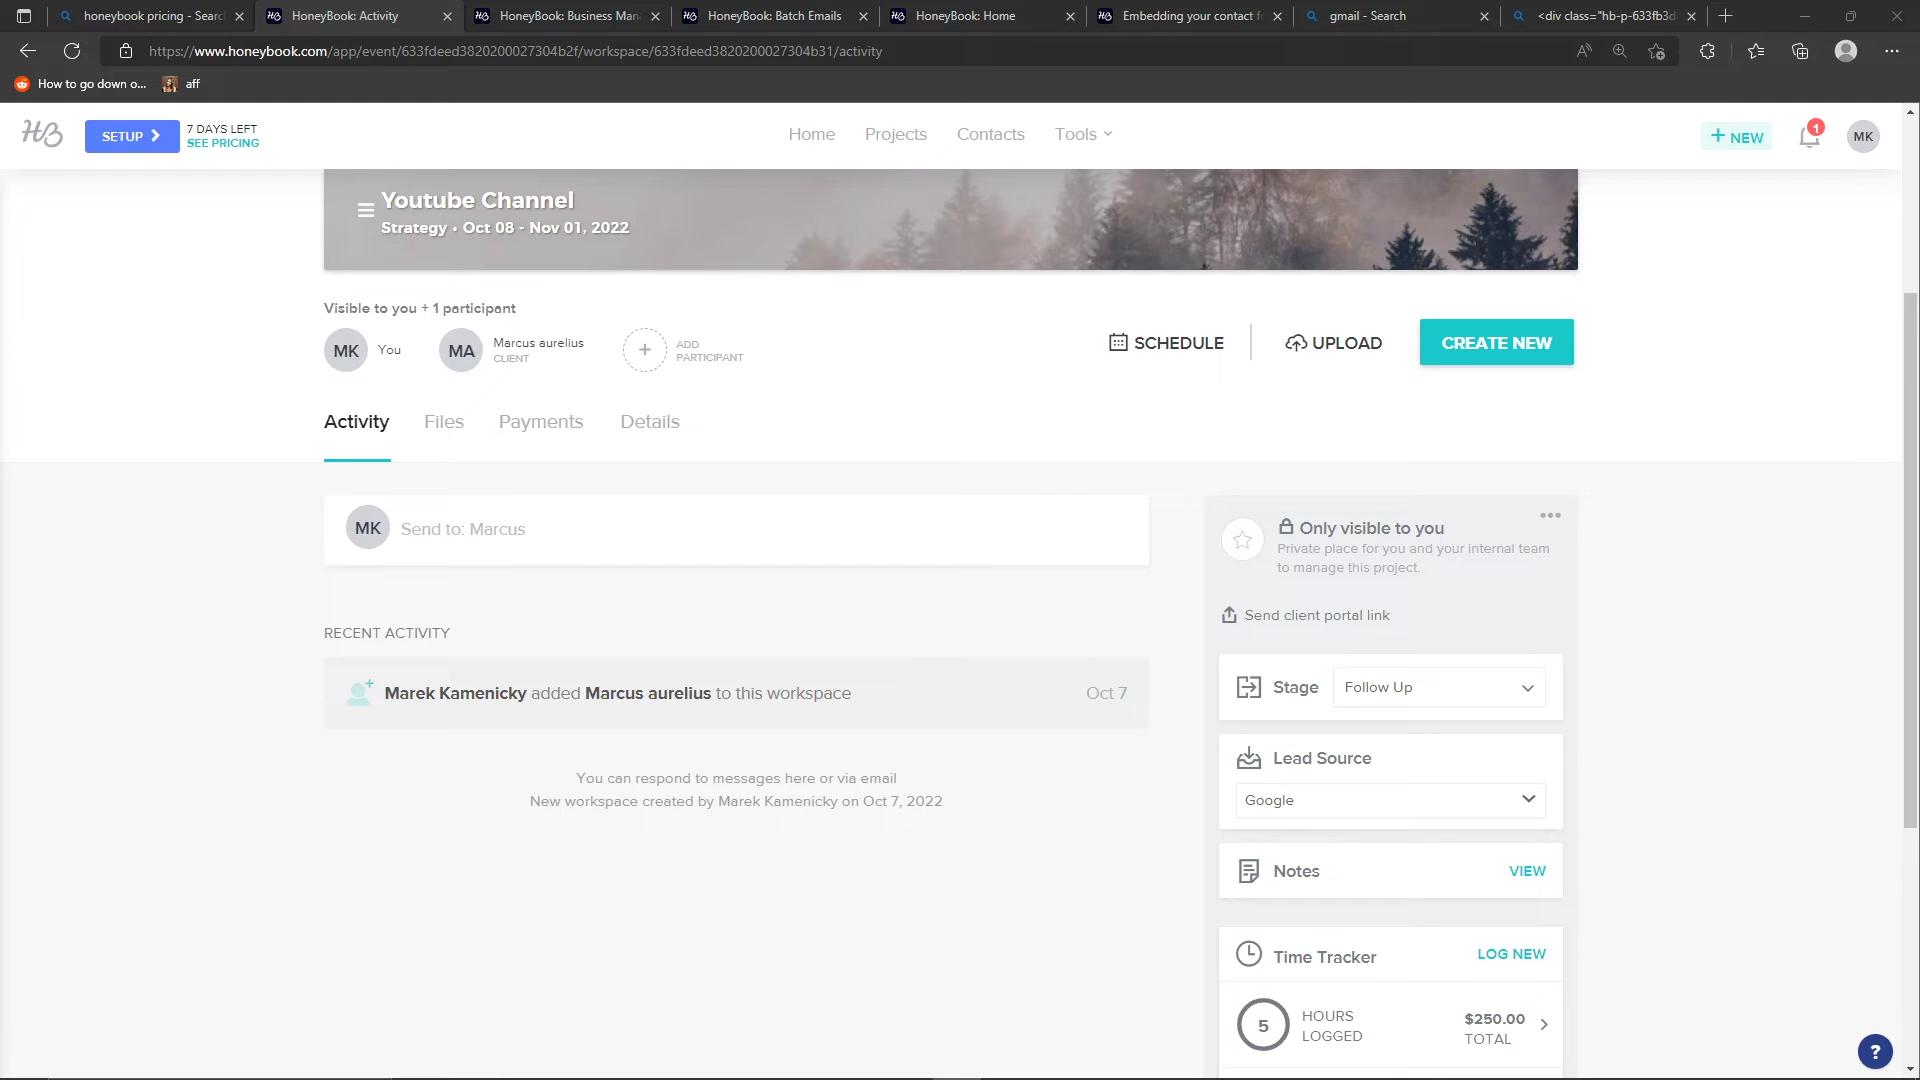 honeybook pricing - Searc
HoneyBook: Activity
HoneyBook: Business Man
HoneyBook: Batch Emails
HoneyBook: Home
Embedding your contact f
gmail - Search
<div class="hb-p-633fb3d
https://www.honeybook.com/app/event/633fdeed3820200027304b2f/workspace/633fdeed3820200027304b31/activity
How to go down o...
aff
HB
SETUP
7 DAYS LEFT
SEE PRICING
Home
Projects
Contacts
Tools
+ NEW
1
MK
Youtube Channel
Strategy • Oct 08 - Nov 01, 2022
Visible to you + 1 participant
MK
You
MA
Marcus aurelius
CLIENT
+
ADD
PARTICIPANT
SCHEDULE
UPLOAD
CREATE NEW
Activity
Files
Payments
Details
MK
Send to: Marcus
RECENT ACTIVITY
Marek Kamenicky added Marcus aurelius to this workspace
Oct 7
You can respond to messages here or via email
New workspace created by Marek Kamenicky on Oct 7, 2022
Only visible to you
Private place for you and your internal team
to manage this project.
Send client portal link
Stage
Follow Up
Lead Source
Google
Notes
VIEW
Time Tracker
LOG NEW
5
HOURS
LOGGED
$250.00
TOTAL
?